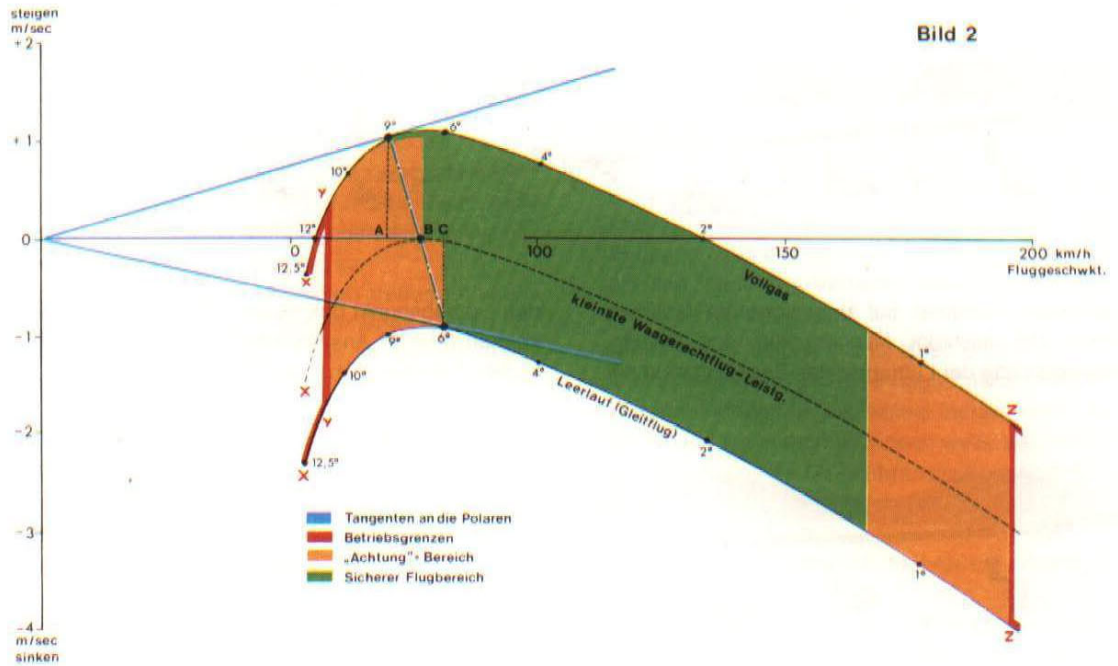 steigen
m/sec
Bild 2
+2
+1
0
-1
-2
-3
-4
m/sec
sinken
9°
6°
4°
2°
1°
10°
12°
12,5°
Y
X
A
B
C
0
100
150
200 km/h
Fluggeschwkt.
Vollgas
kleinste Waagerechtflug-Leistg.
Leerlauf (Gleitflug)
X
Y
X
12,5°
10°
9°
6°
4°
2°
1°
Z
Z
Tangenten an die Polaren
Betriebsgrenzen
„Achtung"-Bereich
Sicherer Flugbereich